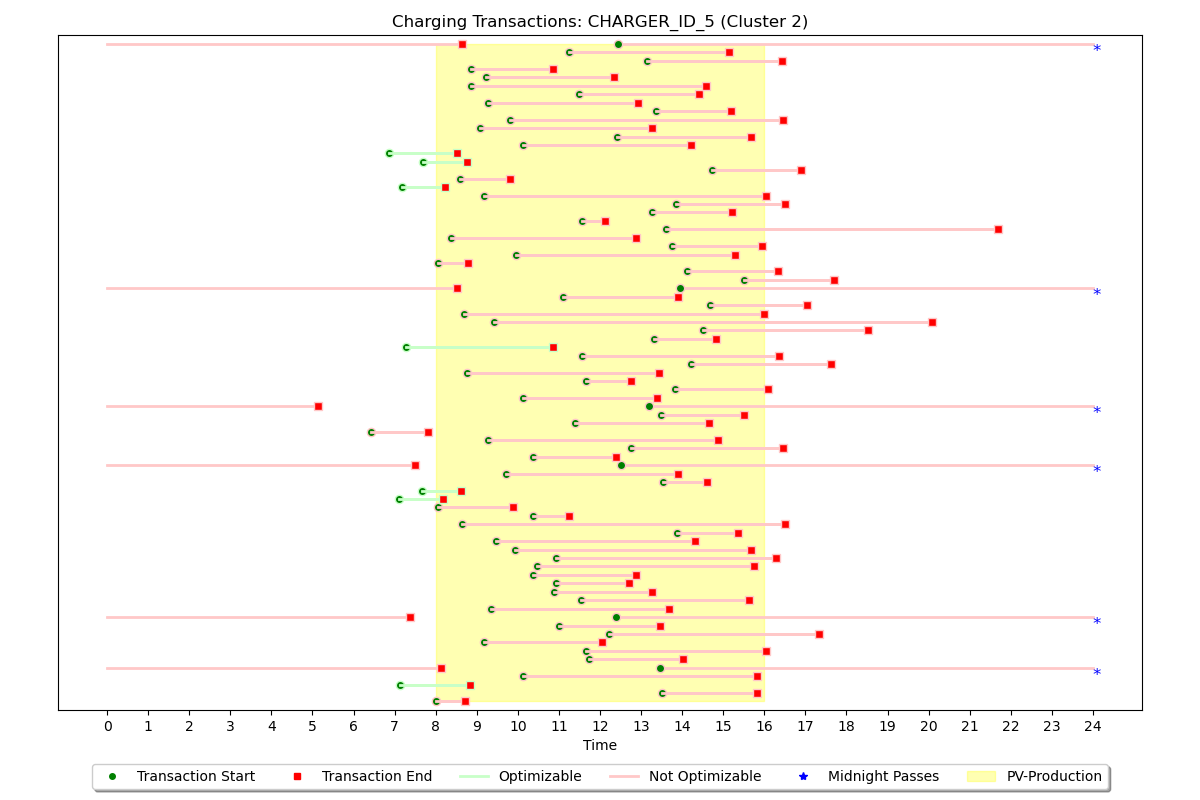 Charging Transactions: CHARGER_ID_5 (Cluster 2)
0 1 2 3 4 5 6 7 8 9 10 11 12 13 14 15 16 17 18 19 20 21 22 23 24
Time
Transaction Start Transaction End Optimizable Not Optimizable Midnight Passes PV-Production